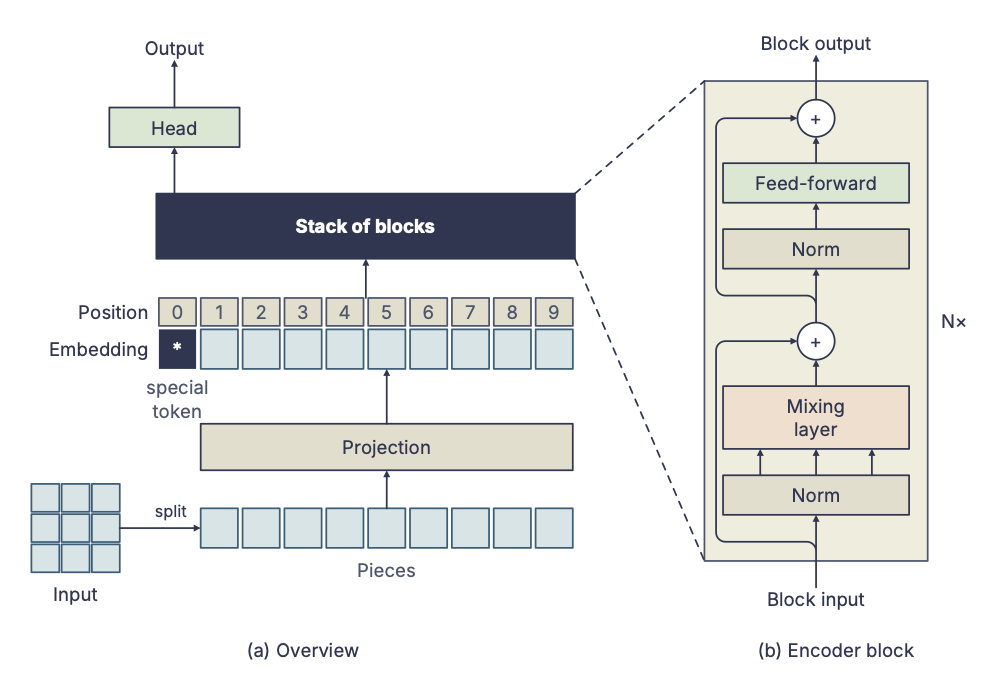 Output
Head
Stack of blocks
Position 0 1 2 3 4 5 6 7 8 9
Embedding *
special
token
Projection
split
Pieces
Input
(a) Overview
Block output
+
Feed-forward
Norm
+
N×
Mixing
layer
Norm
Block input
(b) Encoder block